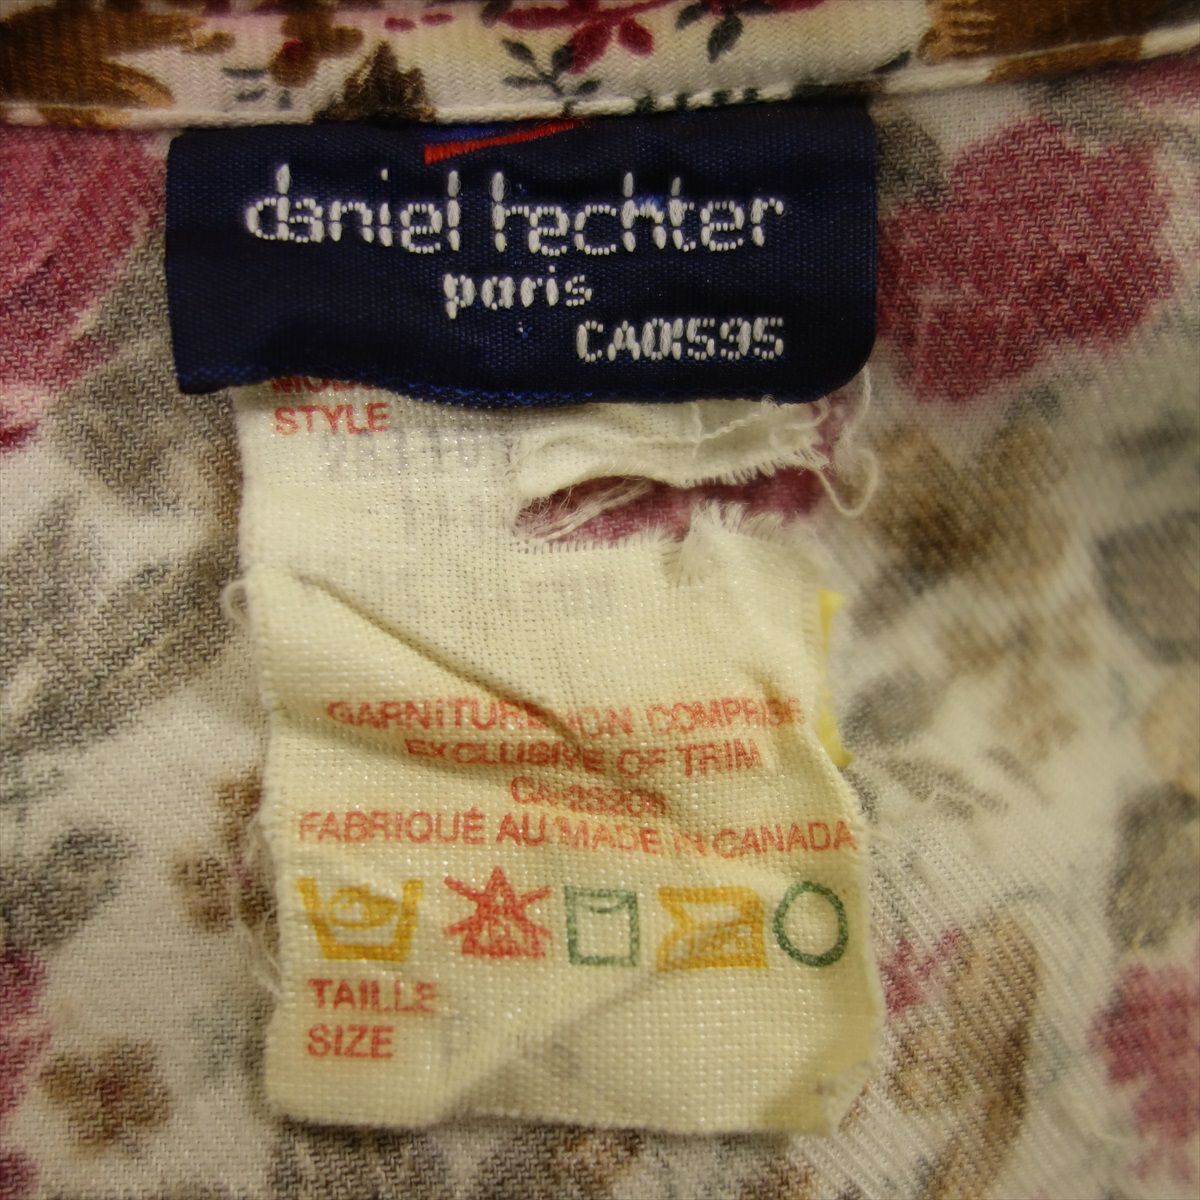 daniel hechter
paris
CA01595
STYLE
GARNITURE NON COMPRISE
EXCLUSIVE OF TRIM
FABRIQUÉ AU/MADE IN CANADA
TAILLE
SIZE